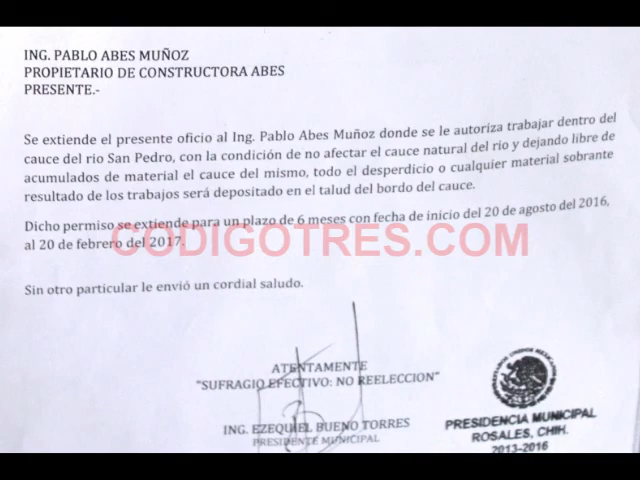 ING. PABLO ABES MUÑOZ
PROPIETARIO DE CONSTRUCTORA ABES
PRESENTE.-
Se extiende el presente oficio al Ing. Pablo Abes Muñoz donde se le autoriza trabajar dentro del
cauce del rio San Pedro, con la condición de no afectar el cauce natural del rio y dejando libre de
acumulados de material el cauce del mismo, todo el desperdicio o cualquier material sobrante
resultado de los trabajos será depositado en el talud del bordo del cauce.
Dicho permiso se extiende para un plazo de 6 meses con fecha de inicio del 20 de agosto del 2016,
al 20 de febrero del 2017.
CODIGOTRES.COM
Sin otro particular le envió un cordial saludo.
ATENTAMENTE
"SUFRAGIO EFECTIVO: NO REELECCION"
ING. EZEQUIEL BUENO TORRES
PRESIDENTE MUNICIPAL
ESTADOS UNIDOS MEXICANOS
PRESIDENCIA MUNICIPAL
ROSALES, CHIH.
2013-2016